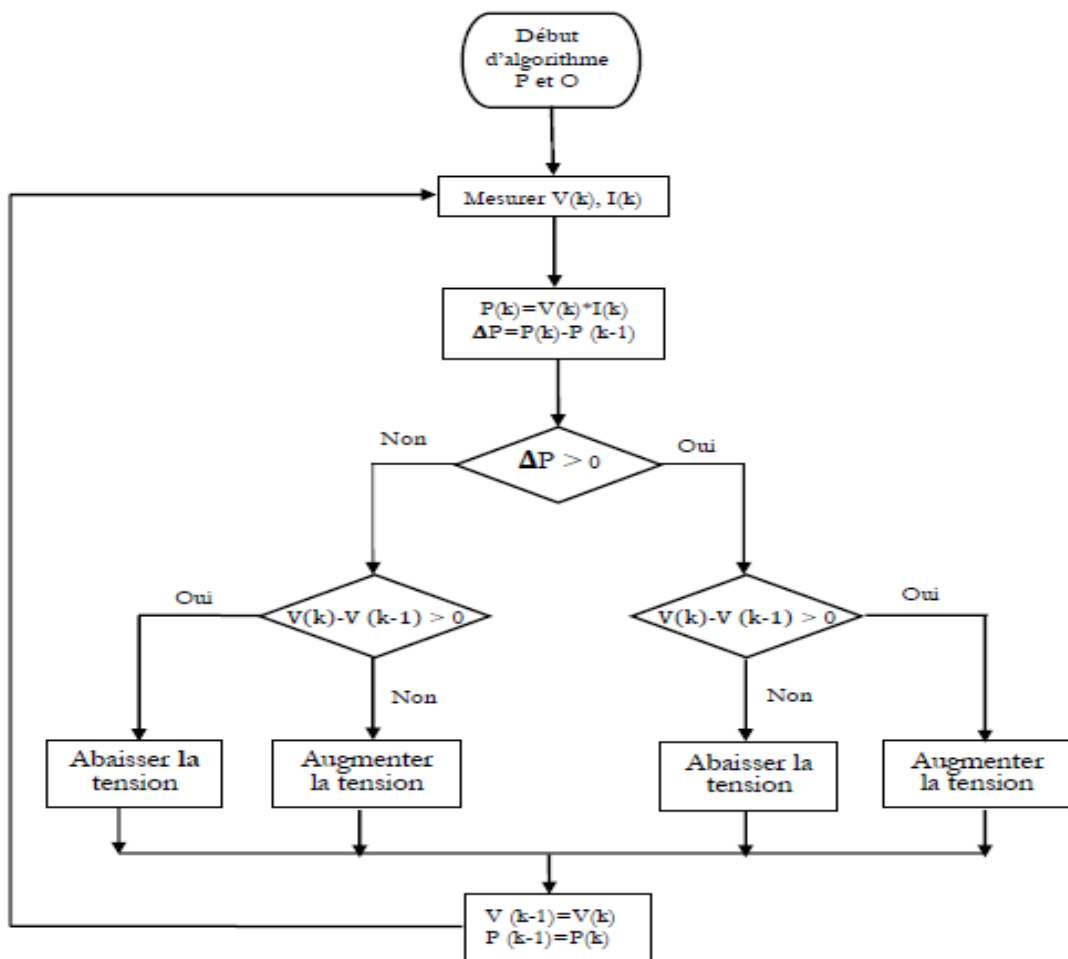 Début
d'algorithme
P et O
Mesurer V(k), I(k)
P(k)=V(k)*I(k)
ΔP=P(k)-P (k-1)
Non
Oui
ΔP > 0
Oui
V(k)-V (k-1) > 0
V(k)-V (k-1) > 0
Oui
Non
Non
Abaisser la
tension
Augmenter
la tension
Abaisser la
tension
Augmenter
la tension
V (k-1)=V(k)
P (k-1)=P(k)